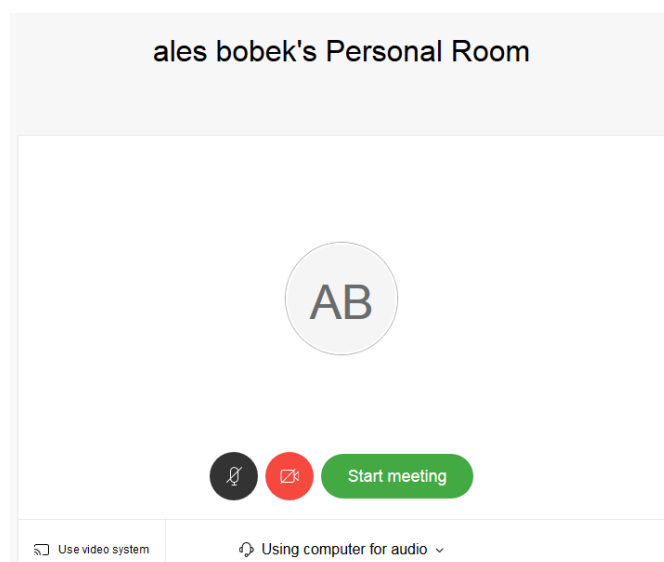 ales bobek's Personal Room
AB
Start meeting
Use video system
Using computer for audio